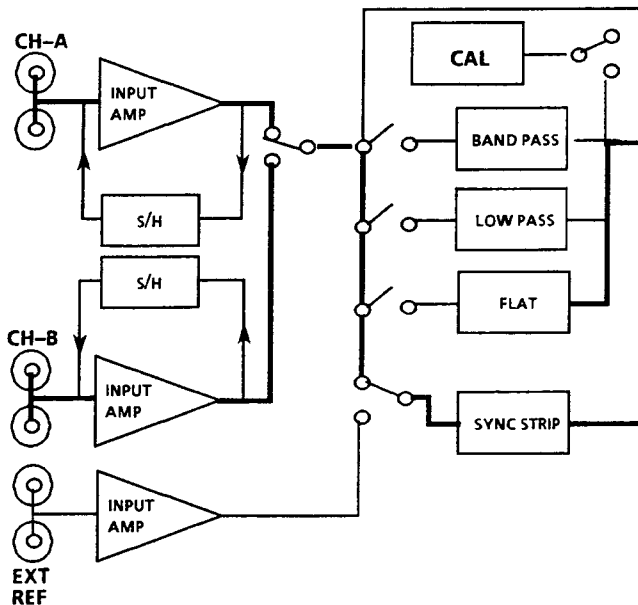 CH-A
INPUT
AMP
CAL
BAND PASS
S/H
LOW PASS
S/H
FLAT
CH-B
INPUT
AMP
SYNC STRIP
INPUT
AMP
EXT
REF